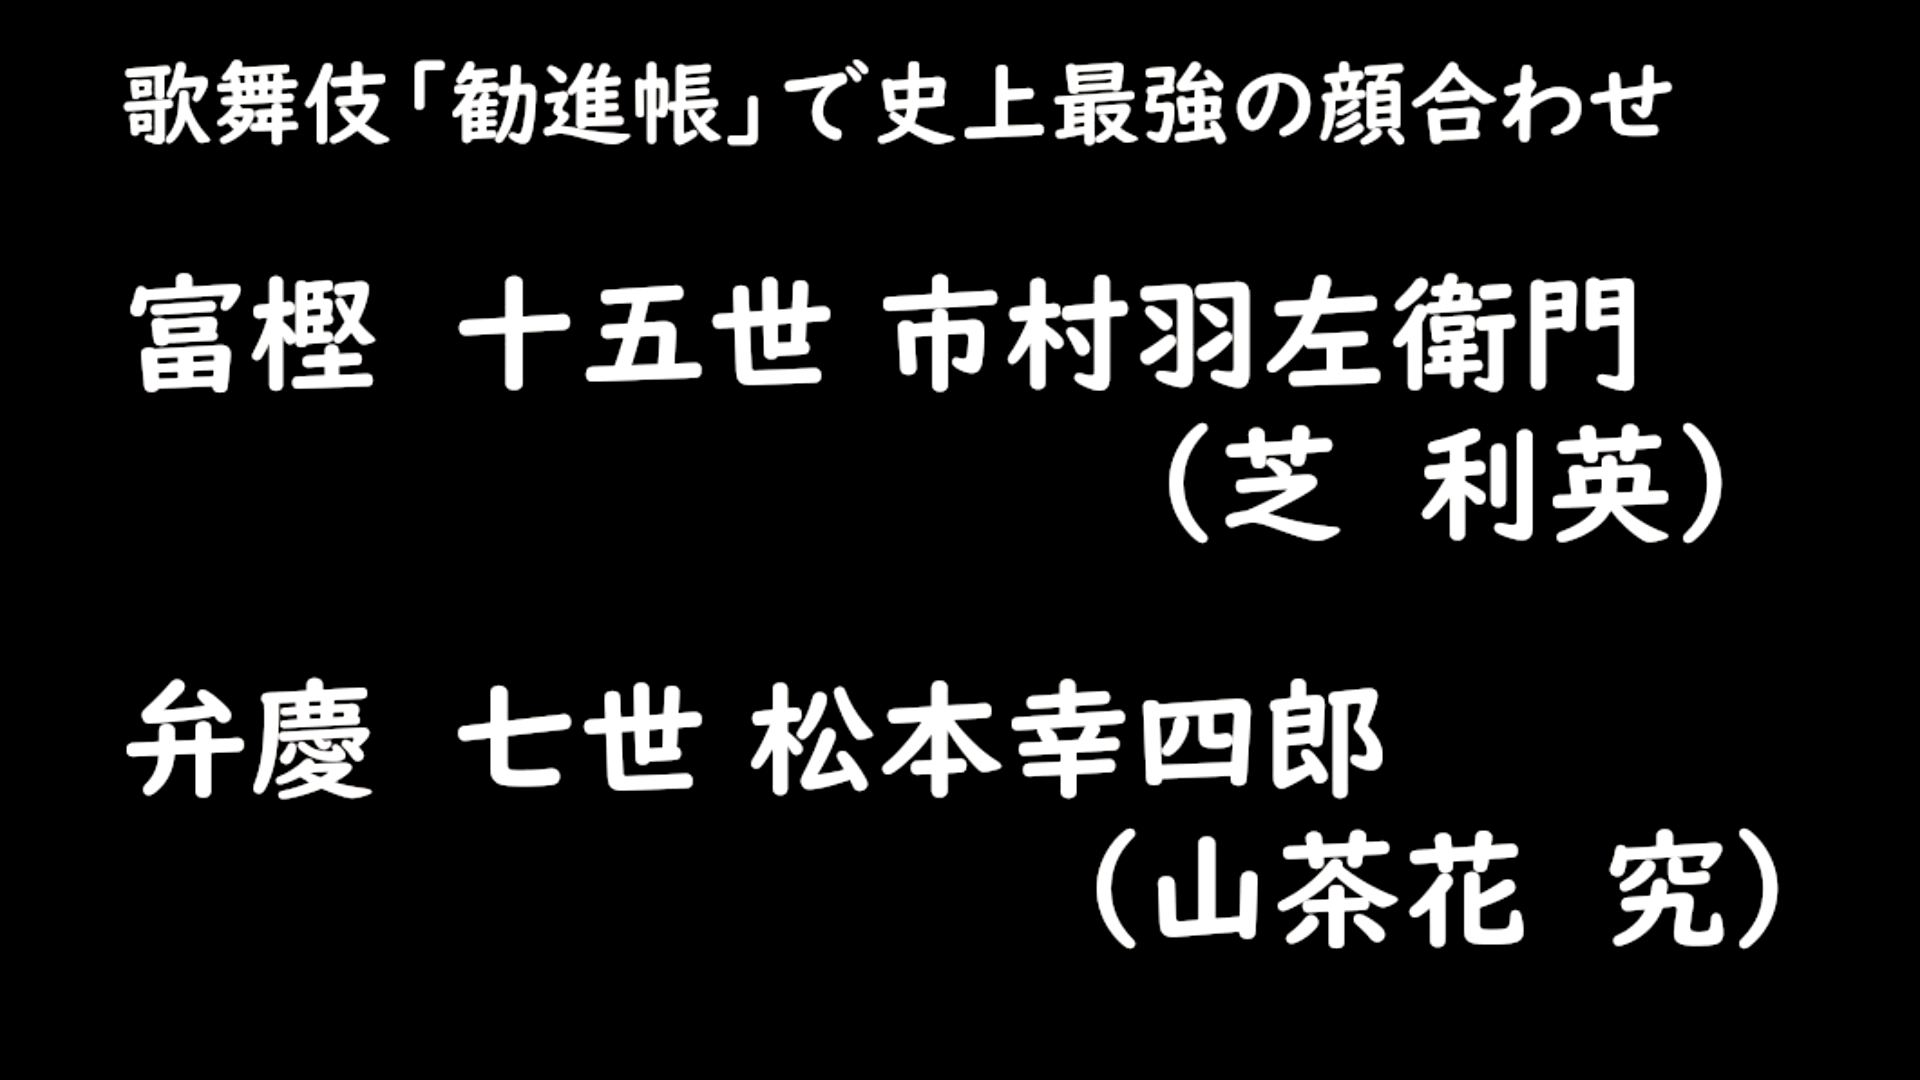 歌舞伎「勧進帳」で史上最強の顔合わせ
富樫　十五世 市村羽左衛門
（芝　利英）
弁慶　七世 松本幸四郎
（山茶花　究）